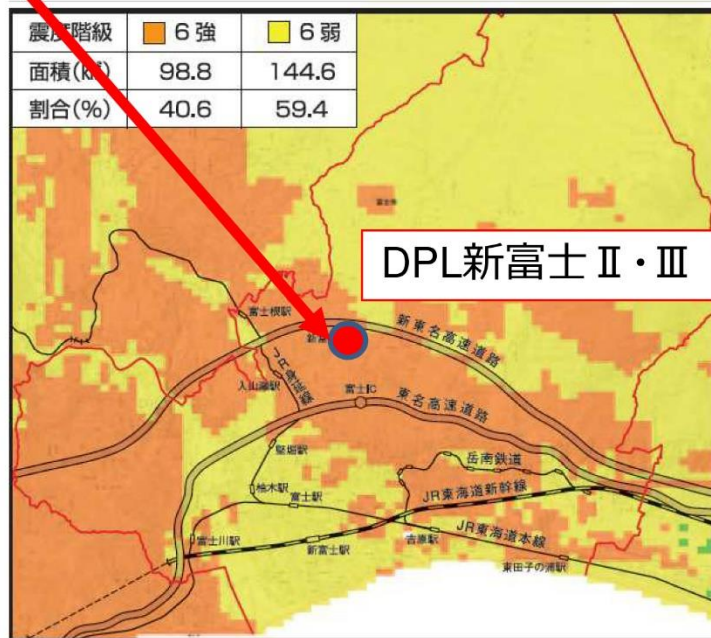 震度階級 6強 6弱
面積(㎢) 98.8 144.6
割合(%) 40.6 59.4
富士市
DPL新富士Ⅱ・Ⅲ
富士根駅
新東名高速道路
JR身延線
入山瀬駅
富士IC
東名高速道路
竪堀駅
岳南鉄道
柚木駅
富士駅
JR東海道新幹線
富士川駅
新富士駅
吉原駅
JR東海道本線
東田子の浦駅